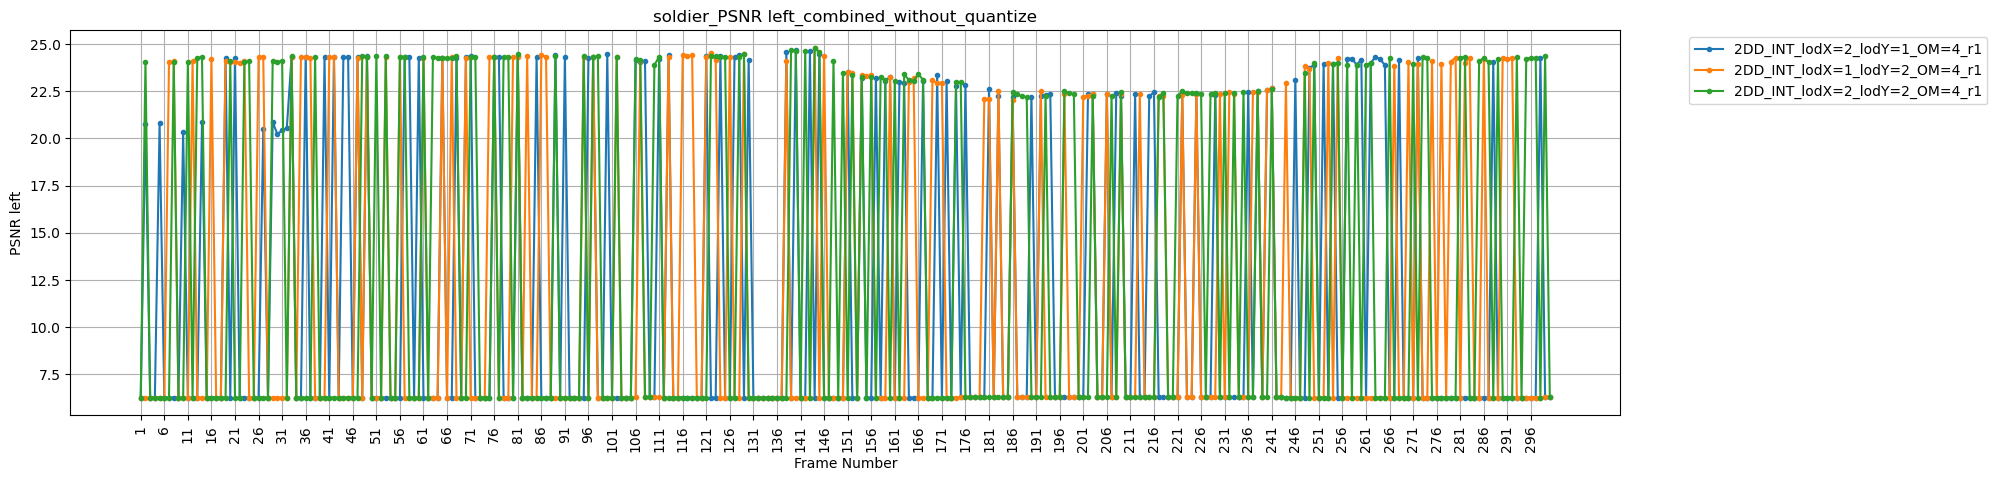 soldier_PSNR left_combined_without_quantize
25.0
22.5
20.0
17.5
15.0
12.5
10.0
7.5
PSNR left
1 6 11 16 21 26 31 36 41 46 51 56 61 66 71 76 81 86 91 96 101 106 111 116 121 126 131 136 141 146 151 156 161 166 171 176 181 186 191 196 201 206 211 216 221 226 231 236 241 246 251 256 261 266 271 276 281 286 291 296
Frame Number
2DD_INT_lodX=2_lodY=1_OM=4_r1
2DD_INT_lodX=1_lodY=2_OM=4_r1
2DD_INT_lodX=2_lodY=2_OM=4_r1